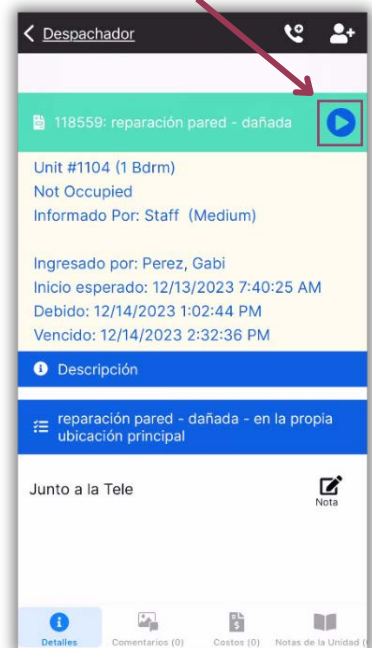 Despachador
118559: reparación pared - dañada
Unit #1104 (1 Bdrm)
Not Occupied
Informado Por: Staff (Medium)
Ingresado por: Perez, Gabi
Inicio esperado: 12/13/2023 7:40:25 AM
Debido: 12/14/2023 1:02:44 PM
Vencido: 12/14/2023 2:32:36 PM
Descripción
reparación pared - dañada - en la propia
ubicación principal
Junto a la Tele
Nota
Detalles Comentarios (0) Costos (0) Notas de la Unidad (